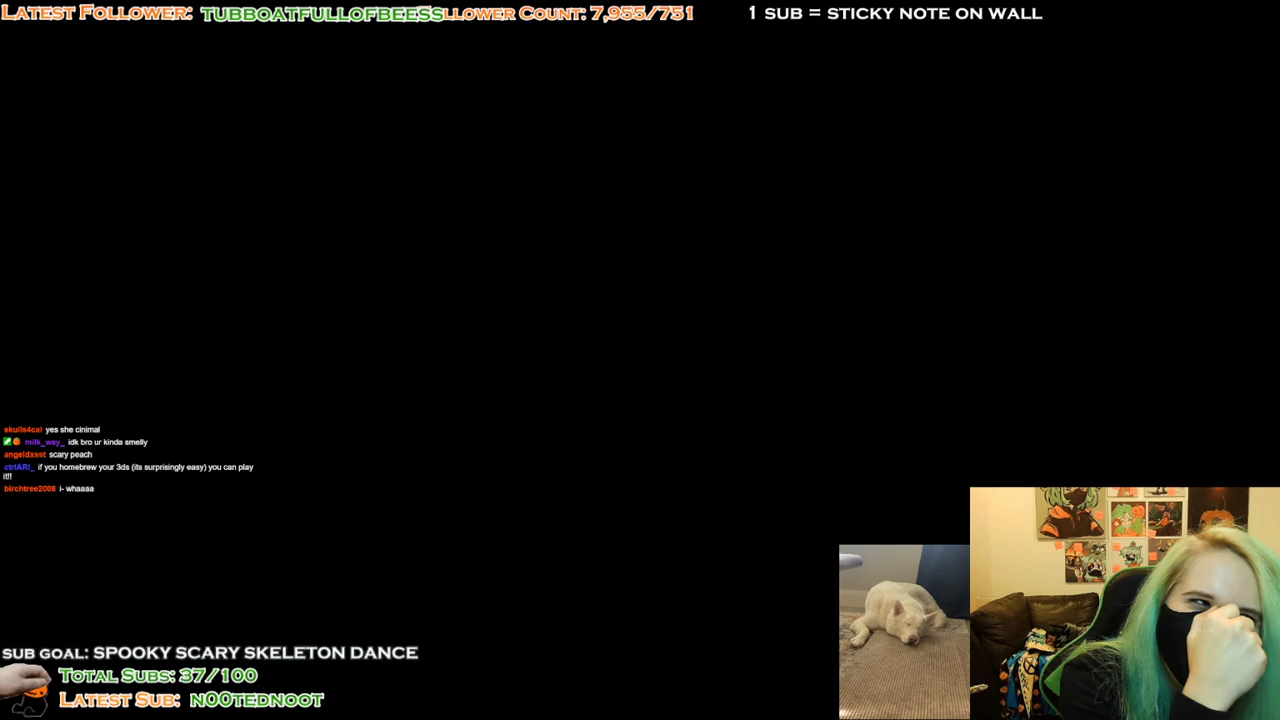 LATEST FOLLOWER: TUBBOATFULLOFBEESS LLOWER COUNT: 7,955/751
1 SUB = STICKY NOTE ON WALL
skulls4cal yes she cinimal
milk_way_ idk bro ur kinda smelly
angeldxsst scary peach
ctrlARI_ if you homebrew your 3ds (its surprisingly easy) you can play
it!!
birchtree2008 i- whaaaa
SUB GOAL: SPOOKY SCARY SKELETON DANCE
TOTAL SUBS: 37/100
LATEST SUB: N00TEDNOOT